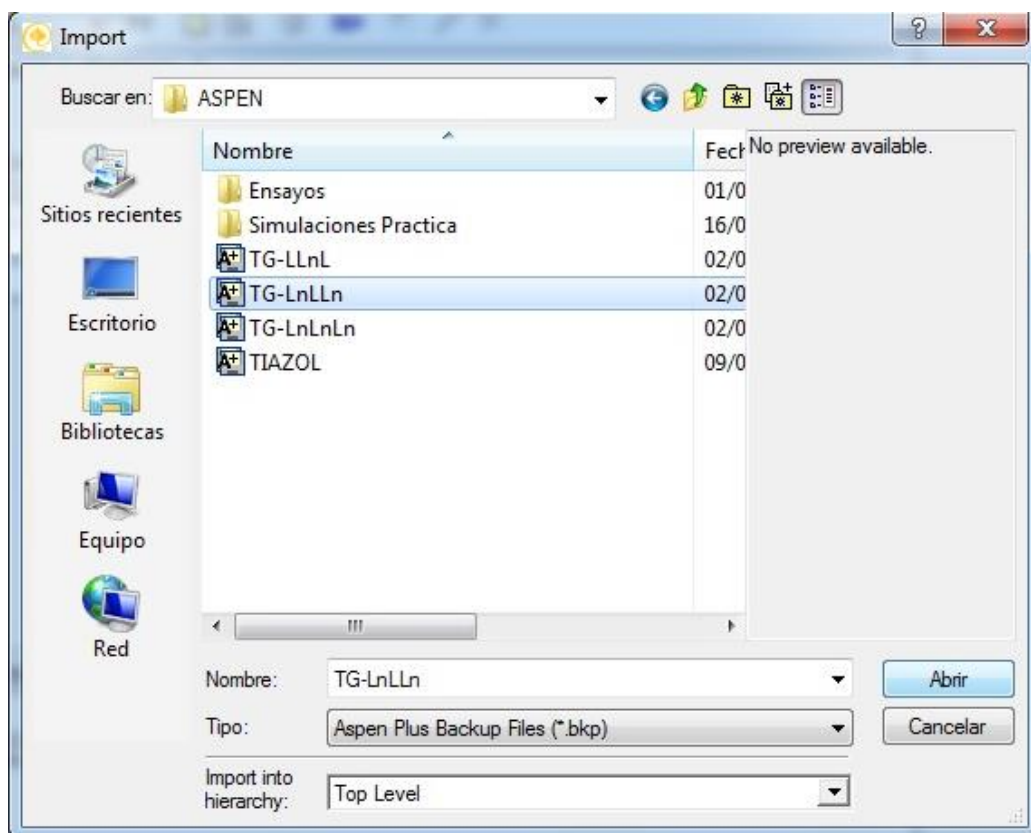 Import
Buscar en: ASPEN
Nombre Fech
No preview available.
Sitios recientes
Escritorio
Bibliotecas
Equipo
Red
Ensayos 01/0
Simulaciones Practica 16/0
TG-LLnL 02/0
TG-LnLLn 02/0
TG-LnLnLn 02/0
TIAZOL 09/0
Nombre: TG-LnLLn Abrir
Tipo: Aspen Plus Backup Files (*.bkp) Cancelar
Import into
hierarchy: Top Level